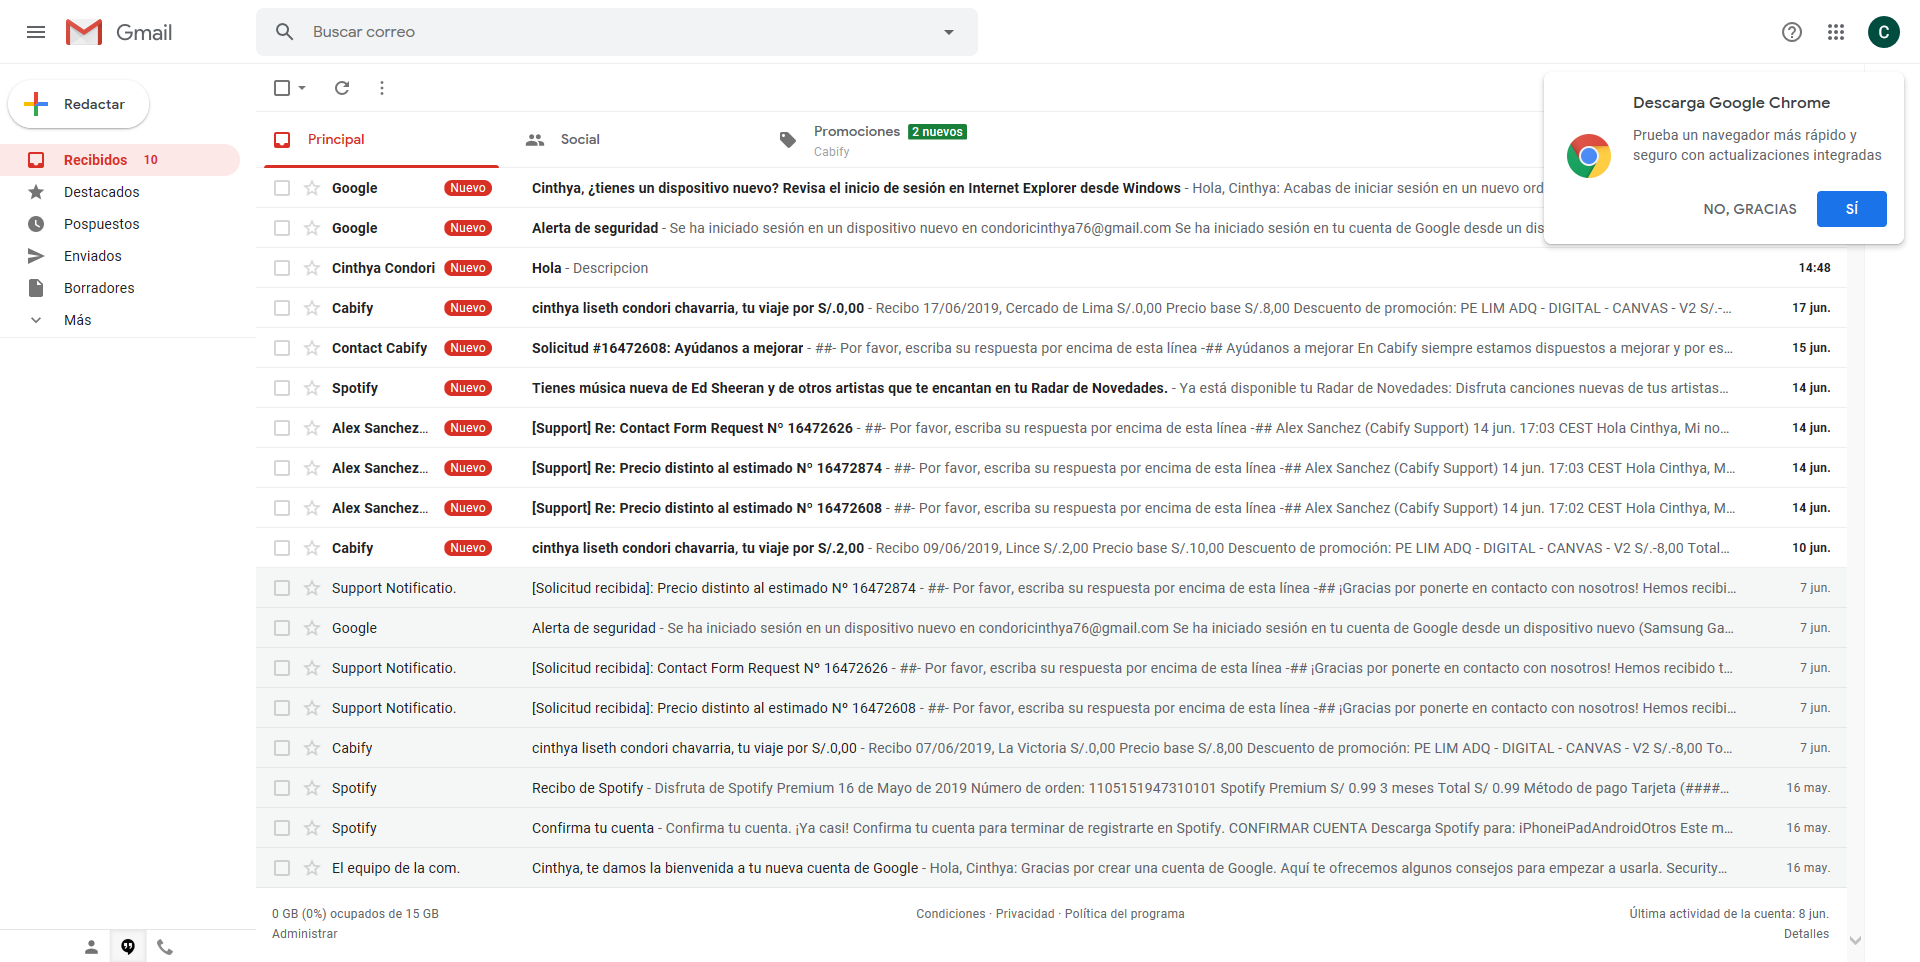 Gmail
Buscar correo
C
Redactar
Recibidos 10
Destacados
Pospuestos
Enviados
Borradores
Más
Principal
Social
Promociones 2 nuevos
Cabify
Descarga Google Chrome
Prueba un navegador más rápido y
seguro con actualizaciones integradas
NO, GRACIAS SÍ
Google Nuevo Cinthya, ¿tienes un dispositivo nuevo? Revisa el inicio de sesión en Internet Explorer desde Windows - Hola, Cinthya: Acabas de iniciar sesión en un nuevo ord
Google Nuevo Alerta de seguridad - Se ha iniciado sesión en un dispositivo nuevo en condoricinthya76@gmail.com Se ha iniciado sesión en tu cuenta de Google desde un dis
Cinthya Condori Nuevo Hola - Descripcion 14:48
Cabify Nuevo cinthya liseth condori chavarria, tu viaje por S/.0,00 - Recibo 17/06/2019, Cercado de Lima S/.0,00 Precio base S/.8,00 Descuento de promoción: PE LIM ADQ - DIGITAL - CANVAS - V2 S/.-... 17 jun.
Contact Cabify Nuevo Solicitud #16472608: Ayúdanos a mejorar - ##- Por favor, escriba su respuesta por encima de esta línea -## Ayúdanos a mejorar En Cabify siempre estamos dispuestos a mejorar y por es... 15 jun.
Spotify Nuevo Tienes música nueva de Ed Sheeran y de otros artistas que te encantan en tu Radar de Novedades. - Ya está disponible tu Radar de Novedades: Disfruta canciones nuevas de tus artistas... 14 jun.
Alex Sanchez... Nuevo [Support] Re: Contact Form Request Nº 16472626 - ##- Por favor, escriba su respuesta por encima de esta línea -## Alex Sanchez (Cabify Support) 14 jun. 17:03 CEST Hola Cinthya, Mi no... 14 jun.
Alex Sanchez... Nuevo [Support] Re: Precio distinto al estimado Nº 16472874 - ##- Por favor, escriba su respuesta por encima de esta línea -## Alex Sanchez (Cabify Support) 14 jun. 17:03 CEST Hola Cinthya, M... 14 jun.
Alex Sanchez... Nuevo [Support] Re: Precio distinto al estimado Nº 16472608 - ##- Por favor, escriba su respuesta por encima de esta línea -## Alex Sanchez (Cabify Support) 14 jun. 17:02 CEST Hola Cinthya, M... 14 jun.
Cabify Nuevo cinthya liseth condori chavarria, tu viaje por S/.2,00 - Recibo 09/06/2019, Lince S/.2,00 Precio base S/.10,00 Descuento de promoción: PE LIM ADQ - DIGITAL - CANVAS - V2 S/.-8,00 Total... 10 jun.
Support Notificatio. [Solicitud recibida]: Precio distinto al estimado Nº 16472874 - ##- Por favor, escriba su respuesta por encima de esta línea -## ¡Gracias por ponerte en contacto con nosotros! Hemos recibi... 7 jun.
Google Alerta de seguridad - Se ha iniciado sesión en un dispositivo nuevo en condoricinthya76@gmail.com Se ha iniciado sesión en tu cuenta de Google desde un dispositivo nuevo (Samsung Ga... 7 jun.
Support Notificatio. [Solicitud recibida]: Contact Form Request Nº 16472626 - ##- Por favor, escriba su respuesta por encima de esta línea -## ¡Gracias por ponerte en contacto con nosotros! Hemos recibido t... 7 jun.
Support Notificatio. [Solicitud recibida]: Precio distinto al estimado Nº 16472608 - ##- Por favor, escriba su respuesta por encima de esta línea -## ¡Gracias por ponerte en contacto con nosotros! Hemos recibi... 7 jun.
Cabify cinthya liseth condori chavarria, tu viaje por S/.0,00 - Recibo 07/06/2019, La Victoria S/.0,00 Precio base S/.8,00 Descuento de promoción: PE LIM ADQ - DIGITAL - CANVAS - V2 S/.-8,00 To... 7 jun.
Spotify Recibo de Spotify - Disfruta de Spotify Premium 16 de Mayo de 2019 Número de orden: 1105151947310101 Spotify Premium S/ 0.99 3 meses Total S/ 0.99 Método de pago Tarjeta (####... 16 may.
Spotify Confirma tu cuenta - Confirma tu cuenta. ¡Ya casi! Confirma tu cuenta para terminar de registrarte en Spotify. CONFIRMAR CUENTA Descarga Spotify para: iPhoneiPadAndroidOtros Este m... 16 may.
El equipo de la com. Cinthya, te damos la bienvenida a tu nueva cuenta de Google - Hola, Cinthya: Gracias por crear una cuenta de Google. Aquí te ofrecemos algunos consejos para empezar a usarla. Security... 16 may.
0 GB (0%) ocupados de 15 GB
Administrar
Condiciones · Privacidad · Política del programa
Última actividad de la cuenta: 8 jun.
Detalles